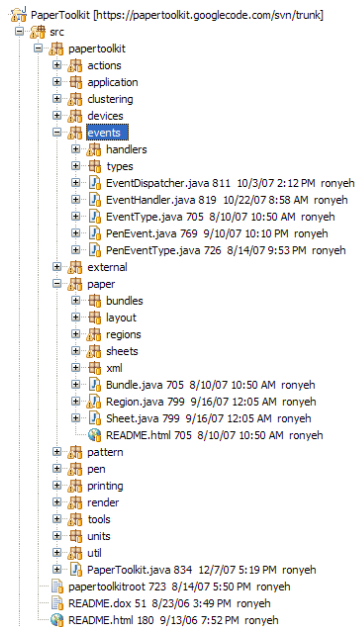 PaperToolkit [https://papertoolkit.googlecode.com/svn/trunk]
src
papertoolkit
actions
application
clustering
devices
events
handlers
types
EventDispatcher.java 811 10/3/07 2:12 PM ronyeh
EventHandler.java 819 10/22/07 8:58 AM ronyeh
EventType.java 705 8/10/07 10:50 AM ronyeh
PenEvent.java 769 9/10/07 10:10 PM ronyeh
PenEventType.java 726 8/14/07 9:53 PM ronyeh
external
paper
bundles
layout
regions
sheets
xml
Bundle.java 705 8/10/07 10:50 AM ronyeh
Region.java 799 9/16/07 12:05 AM ronyeh
Sheet.java 799 9/16/07 12:05 AM ronyeh
README.html 705 8/10/07 10:50 AM ronyeh
pattern
pen
printing
render
tools
units
util
PaperToolkit.java 834 12/7/07 5:19 PM ronyeh
papertoolkitroot 723 8/14/07 5:50 PM ronyeh
README.dox 51 8/23/06 3:49 PM ronyeh
README.html 180 9/13/06 7:52 PM ronyeh